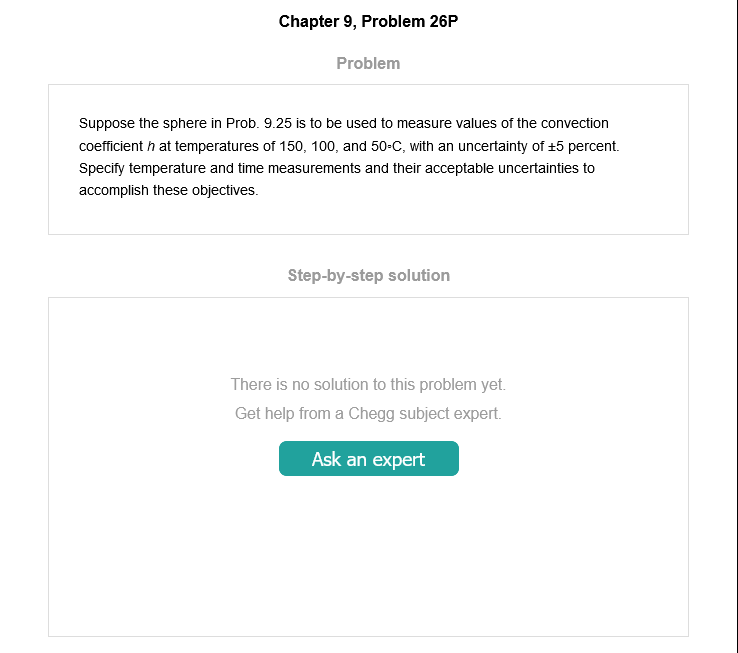 Chapter 9, Problem 26P
Problem
Suppose the sphere in Prob. 9.25 is to be used to measure values of the convection
coefficient h at temperatures of 150, 100, and 50∘C, with an uncertainty of ±5 percent.
Specify temperature and time measurements and their acceptable uncertainties to
accomplish these objectives.
Step-by-step solution
There is no solution to this problem yet.
Get help from a Chegg subject expert.
Ask an expert